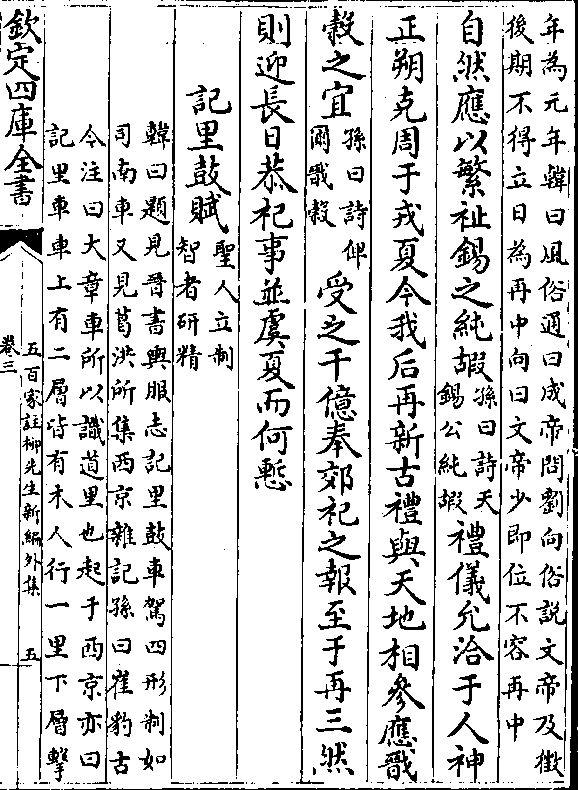 年為元年韓曰風俗通曰成帝問劉向俗説文帝及徴
後期不得立日為再中向曰文帝少即位不容再中
自然應以繁祉錫之純嘏孫曰詩天錫公純嘏禮儀允洽于人神
正朔克周于戎夏今我后再新古禮與天地相參應戬
穀之宜孫曰詩俾爾戬穀受之千億奉郊祀之報至于再三然
則迎長日恭祀事並虞夏而何慙
記里鼓賦聖人立制智者研精
韓曰題見晉書輿服志記里鼓車駕四形制如
司南車又見葛洪所集西京雜記孫曰崔豹古
今注曰大章車所以識道里也起于西京亦曰
記里車車上有二層皆有木人行一里下層擊
欽定四庫全書
卷三
五百家註柳先生新編外集
五